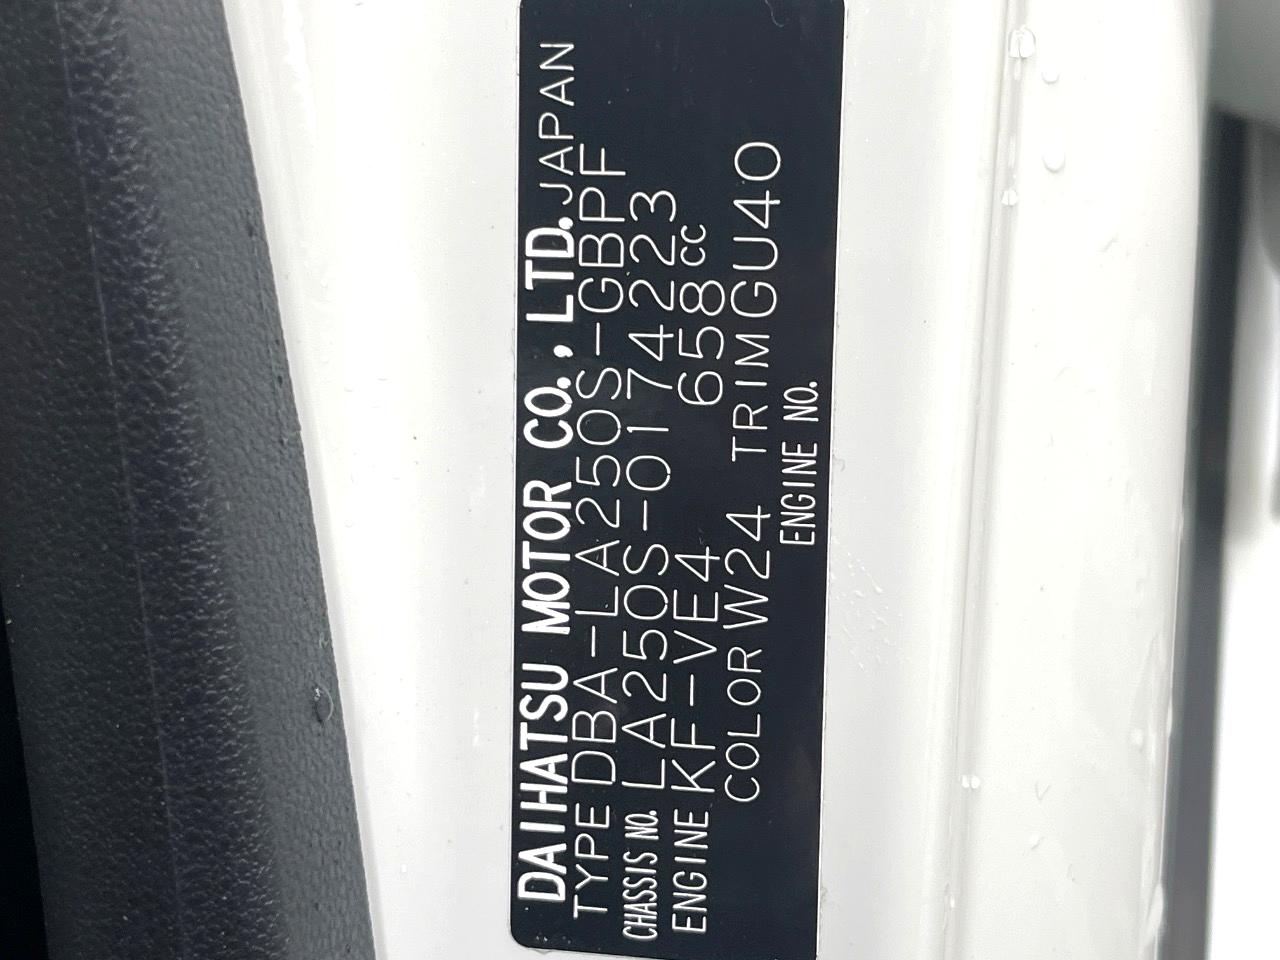 DAIHATSU MOTOR CO., LTD. JAPAN
TYPE DBA-LA250S-GBPF
CHASSIS NO. LA250S-0174223
ENGINE KF-VE4 658cc
COLOR W24 TRIM GU40
ENGINE NO.